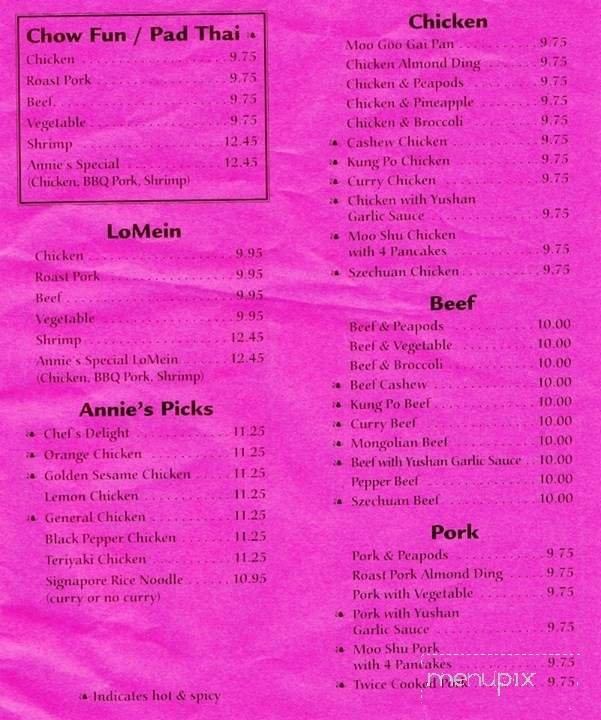 Chow Fun / Pad Thai ❧
Chicken . . . . . . . . . . . . . . . . . 9.75
Roast Pork . . . . . . . . . . . . . . . 9.75
Beef. . . . . . . . . . . . . . . . . . . . 9.75
Vegetable . . . . . . . . . . . . . . . . 9.75
Shrimp . . . . . . . . . . . . . . . . . 12.45
Annie's Special . . . . . . . . . . . 12.45
(Chicken, BBQ Pork, Shrimp)
LoMein
Chicken . . . . . . . . . . . . . . . . . 9.95
Roast Pork . . . . . . . . . . . . . . . 9.95
Beef . . . . . . . . . . . . . . . . . . . 9.95
Vegetable . . . . . . . . . . . . . . . 9.95
Shrimp . . . . . . . . . . . . . . . . . 12.45
Annie's Special LoMein . . . . . . 12.45
(Chicken, BBQ Pork, Shrimp)
Annie's Picks
❧ Chef's Delight . . . . . . . . . . . . 11.25
❧ Orange Chicken . . . . . . . . . . . 11.25
❧ Golden Sesame Chicken . . . . . 11.25
Lemon Chicken . . . . . . . . . . . 11.25
❧ General Chicken . . . . . . . . . . 11.25
Black Pepper Chicken . . . . . . . 11.25
Teriyaki Chicken . . . . . . . . . . 11.25
Signapore Rice Noodle . . . . . . 10.95
(curry or no curry)
❧ Indicates hot & spicy
Chicken
Moo Goo Gai Pan . . . . . . . . . . 9.75
Chicken Almond Ding . . . . . . . 9.75
Chicken & Peapods . . . . . . . . . 9.75
Chicken & Pineapple . . . . . . . . 9.75
Chicken & Broccoli . . . . . . . . . 9.75
❧ Cashew Chicken . . . . . . . . . . . 9.75
❧ Kung Po Chicken . . . . . . . . . . 9.75
❧ Curry Chicken . . . . . . . . . . . . 9.75
❧ Chicken with Yushan
Garlic Sauce . . . . . . . . . . . . . 9.75
❧ Moo Shu Chicken
with 4 Pancakes . . . . . . . . . . . 9.75
❧ Szechuan Chicken . . . . . . . . . . 9.75
Beef
Beef & Peapods . . . . . . . . . . . 10.00
Beef & Vegetable . . . . . . . . . . 10.00
Beef & Broccoli . . . . . . . . . . . 10.00
❧ Beef Cashew . . . . . . . . . . . . . 10.00
❧ Kung Po Beef . . . . . . . . . . . . 10.00
❧ Curry Beef . . . . . . . . . . . . . . 10.00
❧ Mongolian Beef . . . . . . . . . . . 10.00
❧ Beef with Yushan Garlic Sauce . . 10.00
Pepper Beef . . . . . . . . . . . . . 10.00
❧ Szechuan Beef . . . . . . . . . . . . 10.00
Pork
Pork & Peapods . . . . . . . . . . . 9.75
Roast Pork Almond Ding . . . . . 9.75
Pork with Vegetable . . . . . . . . 9.75
❧ Pork with Yushan
Garlic Sauce . . . . . . . . . . . . . 9.75
❧ Moo Shu Pork
with 4 Pancakes . . . . . . . . . . . 9.75
❧ Twice Cooked Pork . . . . . . . . . 9.75
menupix